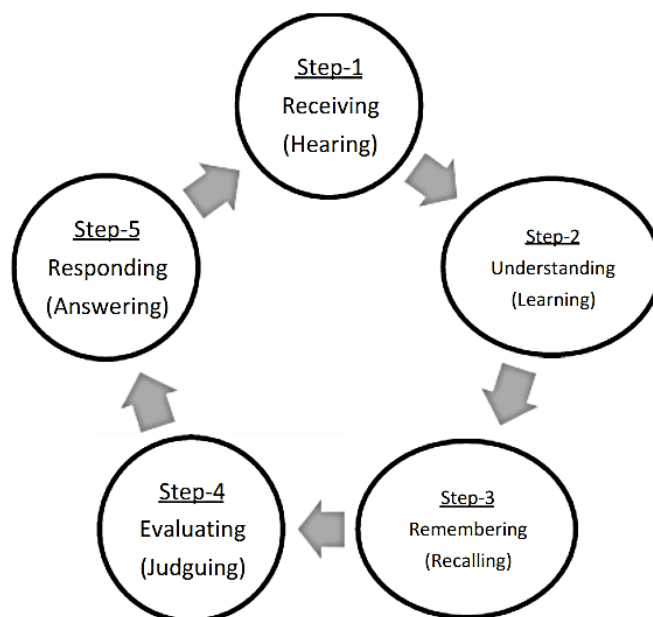 Step-1
Receiving
(Hearing)
Step-2
Understanding
(Learning)
Step-3
Remembering
(Recalling)
Step-4
Evaluating
(Judguing)
Step-5
Responding
(Answering)